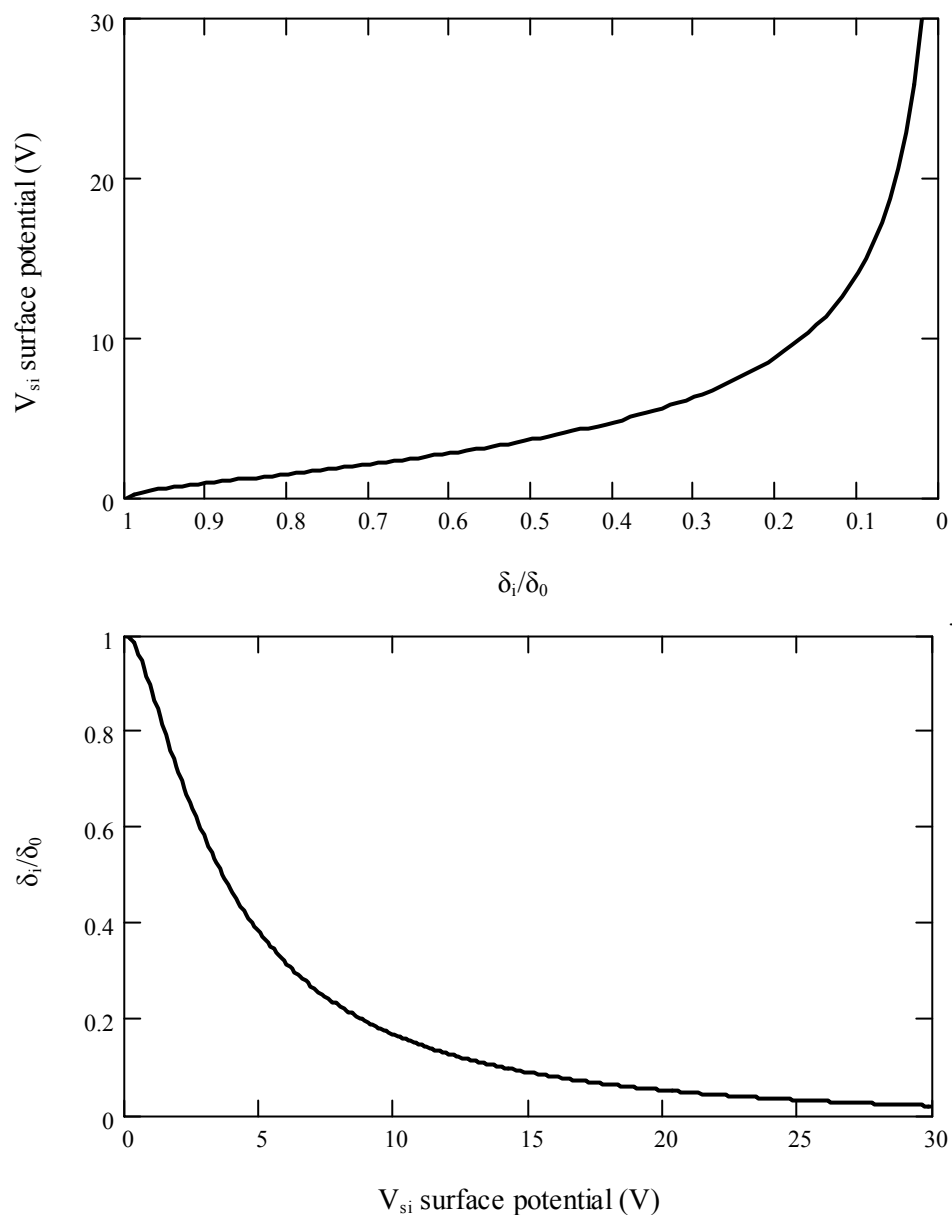 30
20
10
0
V_si surface potential (V)
1 0.9 0.8 0.7 0.6 0.5 0.4 0.3 0.2 0.1 0
δ_i/δ_0
1
0.8
0.6
0.4
0.2
0
δ_i/δ_0
0 5 10 15 20 25 30
V_si surface potential (V)